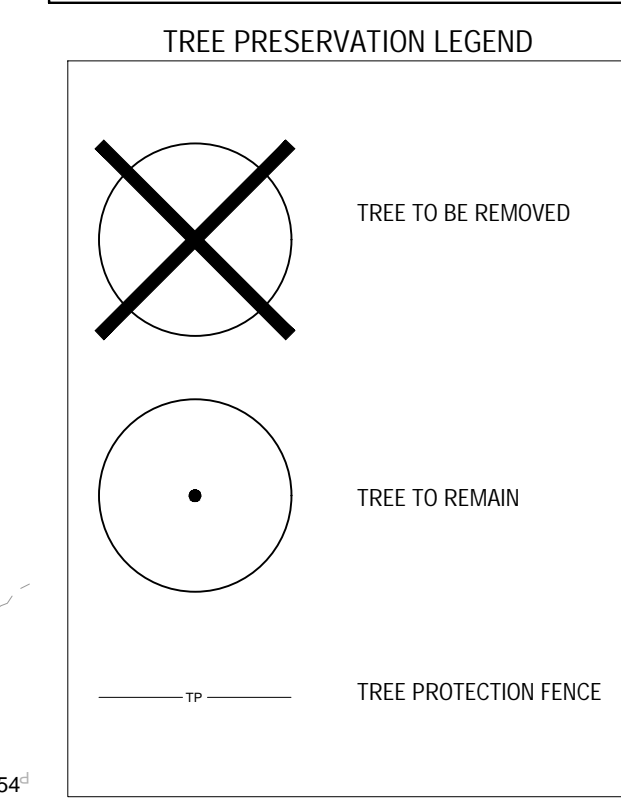 TREE PRESERVATION LEGEND
TREE TO BE REMOVED
TREE TO REMAIN
TP
TREE PROTECTION FENCE
54